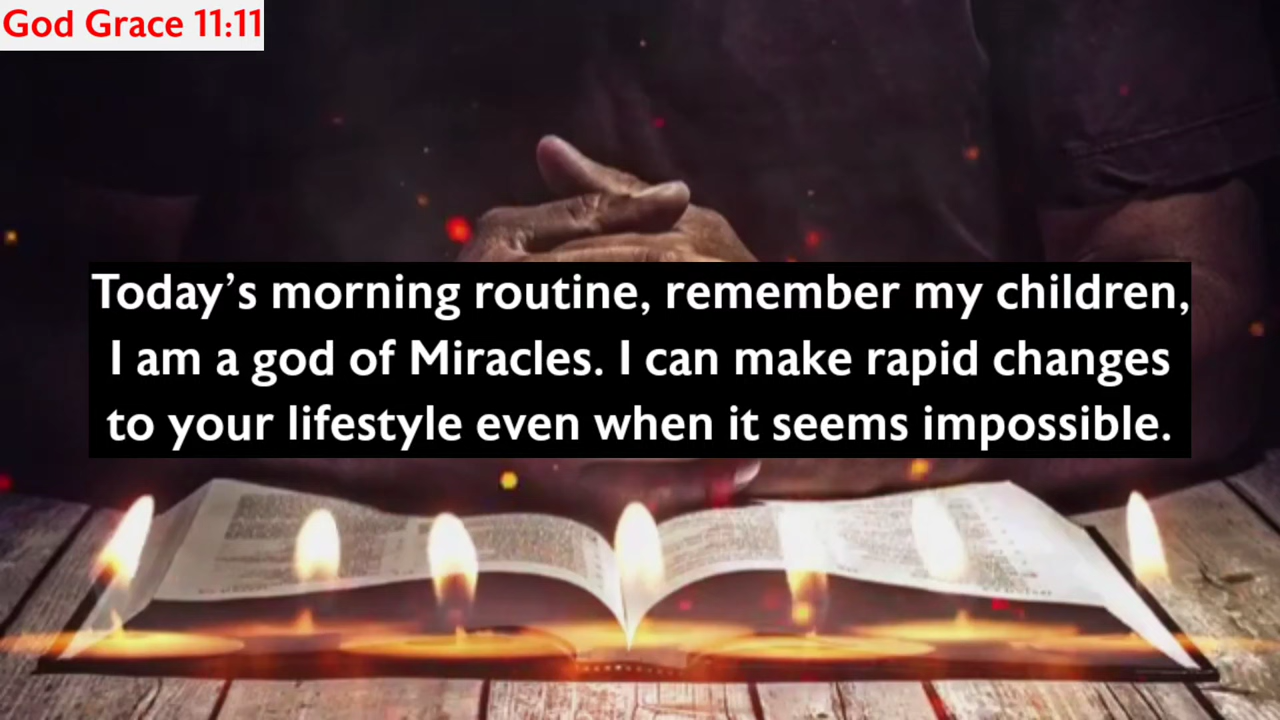 God Grace 11:11
Today’s morning routine, remember my children,
I am a god of Miracles. I can make rapid changes
to your lifestyle even when it seems impossible.